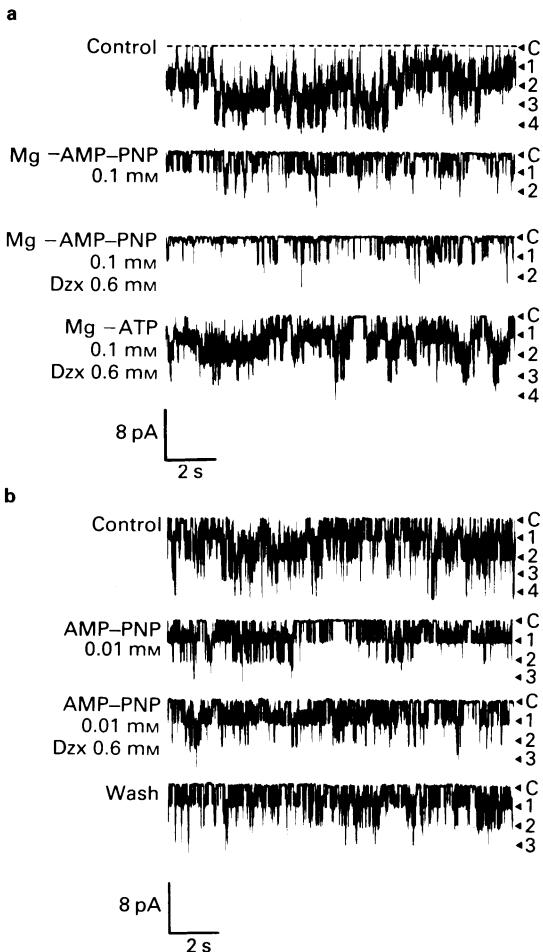 a
Control
C
1
2
3
4
Mg –AMP–PNP
0.1 mM
C
1
2
Mg –AMP–PNP
0.1 mM
Dzx 0.6 mM
C
1
2
Mg –ATP
0.1 mM
Dzx 0.6 mM
C
1
2
3
4
8 pA
2 s
b
Control
C
1
2
3
4
AMP–PNP
0.01 mM
C
1
2
3
AMP–PNP
0.01 mM
Dzx 0.6 mM
C
1
2
3
Wash
C
1
2
3
8 pA
2 s